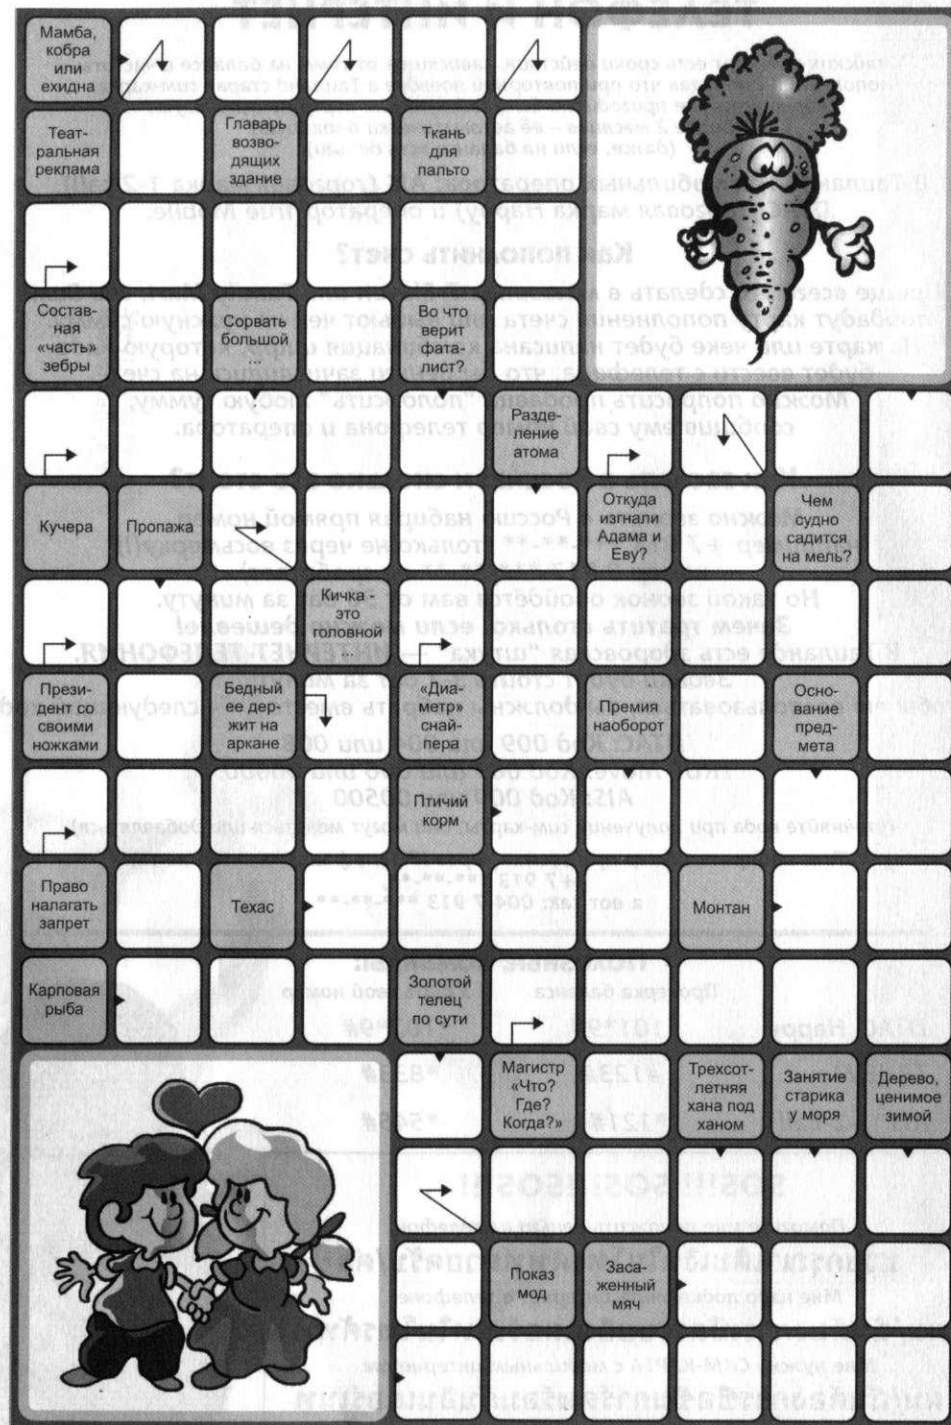 Мамба,
кобра
или
ехидна
Теат-
ральная
реклама
Главарь
возво-
дящих
здание
Ткань
для
пальто
Состав-
ная
«часть»
зебры
Сорвать
большой
...
Во что
верит
фата-
лист?
Разде-
ление
атома
Кучера
Пропажа
Откуда
изгнали
Адама и
Еву?
Чем
судно
садится
на мель?
Кичка -
это
головной
...
Прези-
дент со
своими
ножками
Бедный
ее дер-
жит на
аркане
«Диа-
метр»
снай-
пера
Премия
наоборот
Осно-
вание
пред-
мета
Птичий
корм
Право
налагать
запрет
Техас
Монтан
Карповая
рыба
Золотой
телец
по сути
Магистр
«Что?
Где?
Когда?»
Трехсот-
летняя
хана под
ханом
Занятие
старика
у моря
Дерево,
ценимое
зимой
Показ
мод
Заса-
женный
мяч